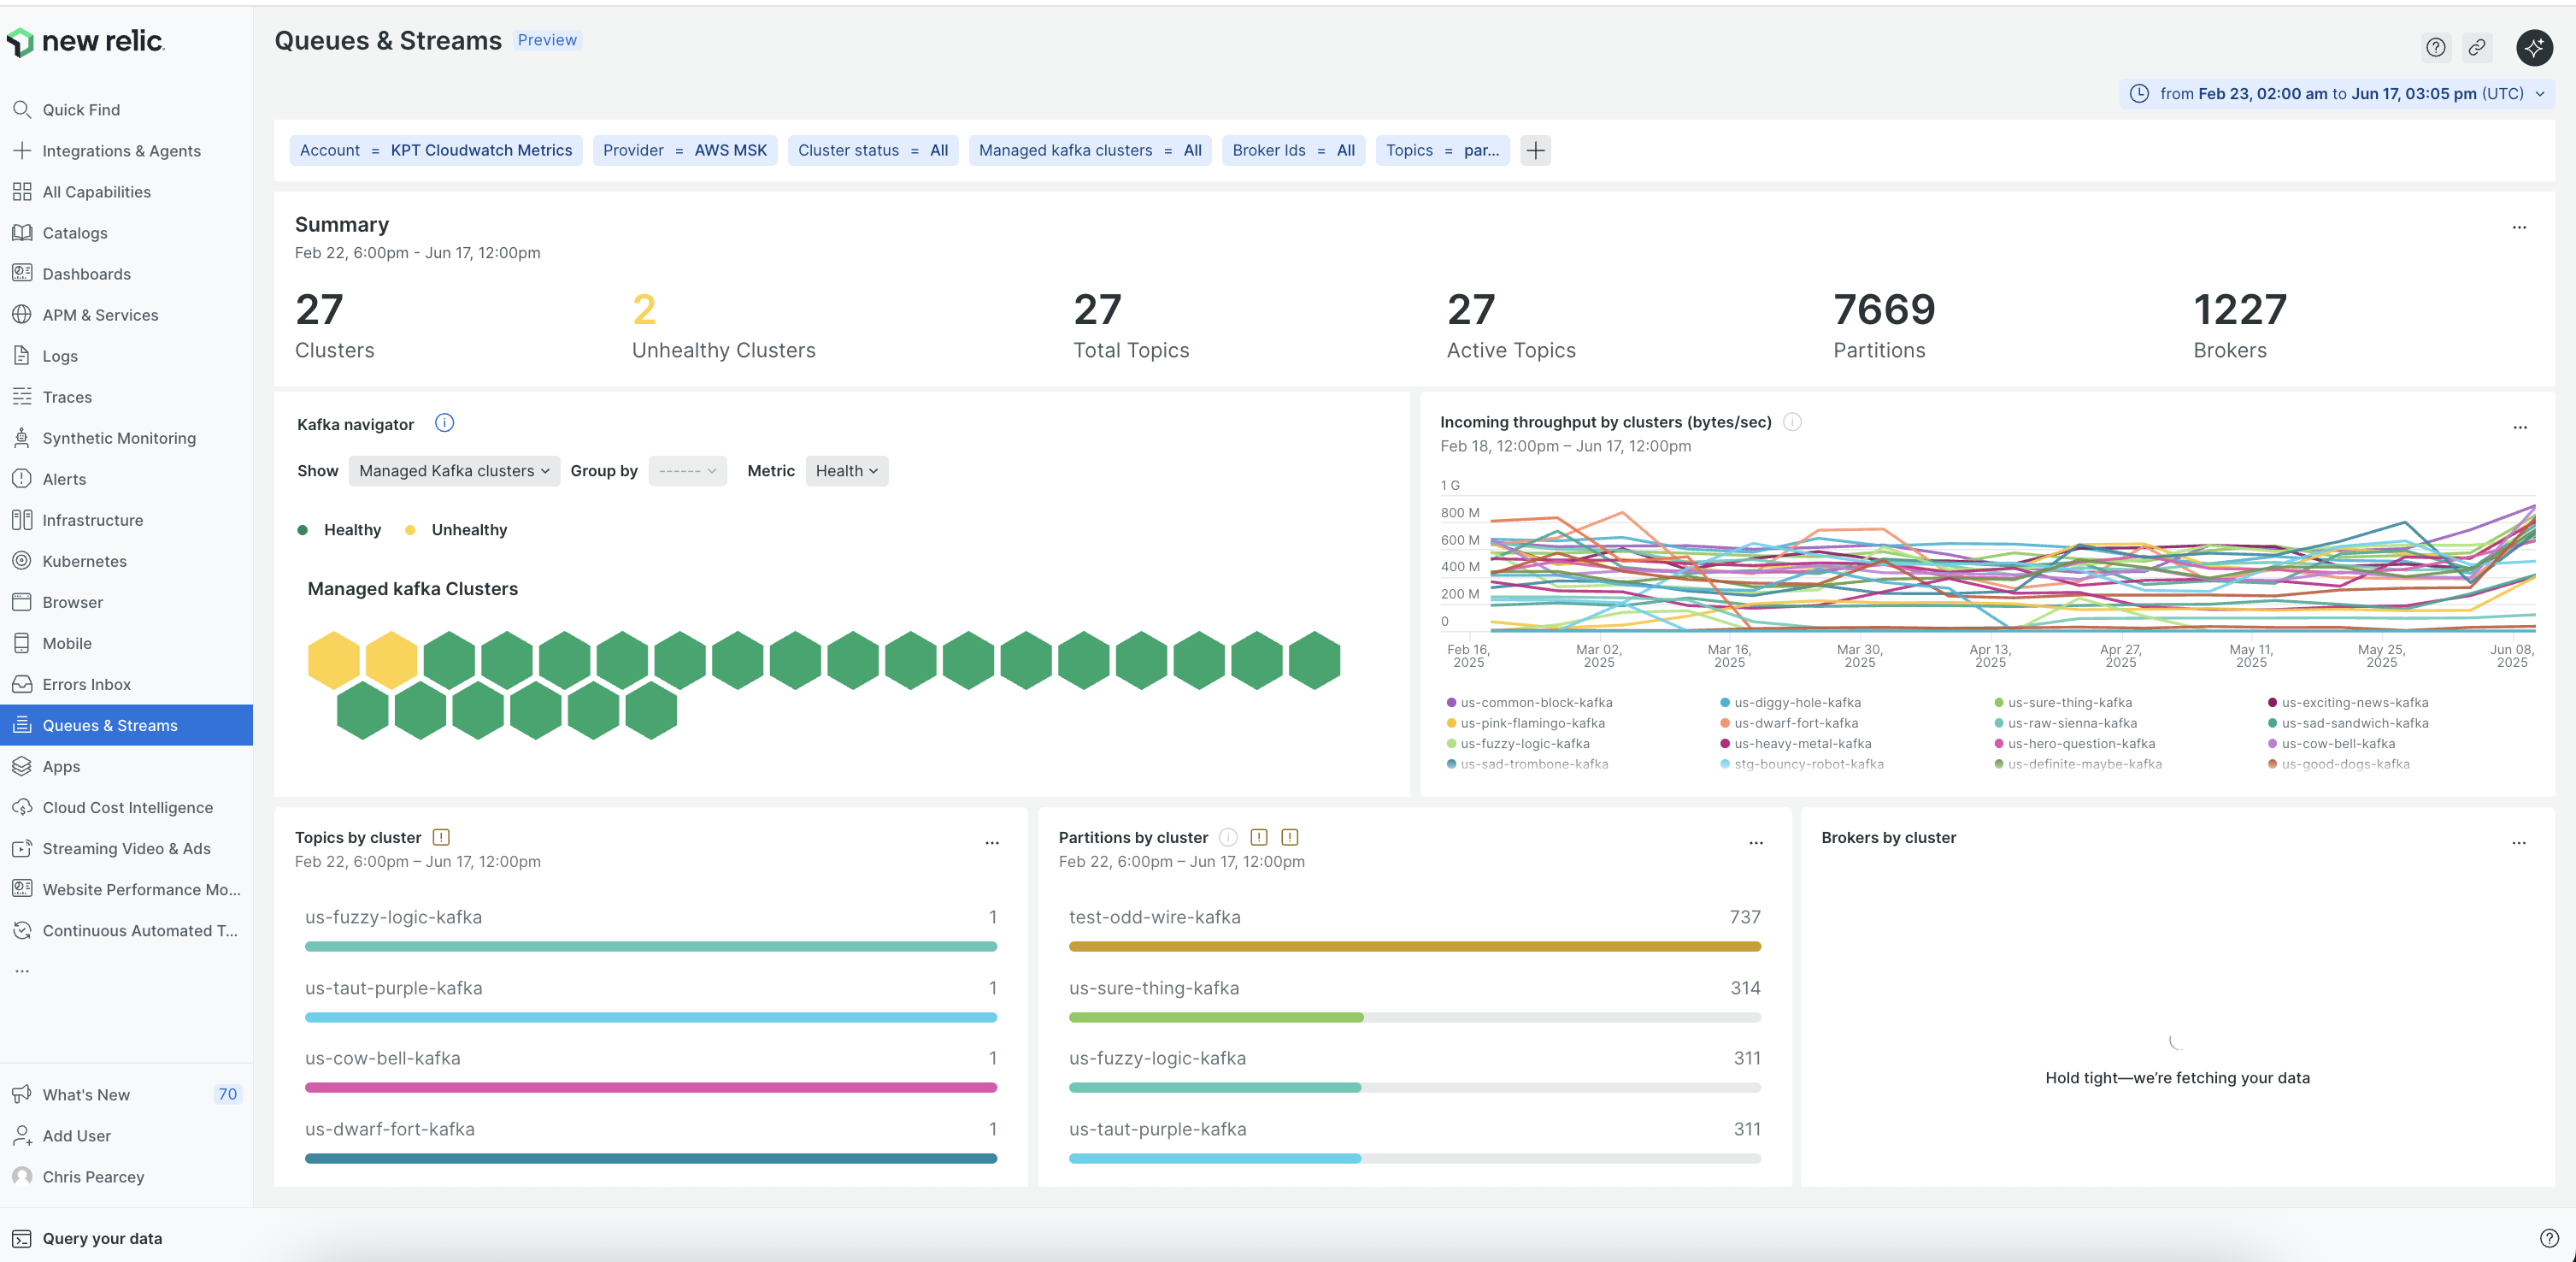 new relic.
Quick Find
Integrations & Agents
All Capabilities
Catalogs
Dashboards
APM & Services
Logs
Traces
Synthetic Monitoring
Alerts
Infrastructure
Kubernetes
Browser
Mobile
Errors Inbox
Queues & Streams
Apps
Cloud Cost Intelligence
Streaming Video & Ads
Website Performance Mo...
Continuous Automated T...
...
What's New 70
Add User
Chris Pearcey
Query your data
Queues & Streams Preview
from Feb 23, 02:00 am to Jun 17, 03:05 pm (UTC)
Account = KPT Cloudwatch Metrics Provider = AWS MSK Cluster status = All Managed kafka clusters = All Broker Ids = All Topics = par...
Summary
Feb 22, 6:00pm - Jun 17, 12:00pm
27 2 27 27 7669 1227
Clusters Unhealthy Clusters Total Topics Active Topics Partitions Brokers
Kafka navigator
Show Managed Kafka clusters Group by ------ Metric Health
Healthy Unhealthy
Managed kafka Clusters
Incoming throughput by clusters (bytes/sec)
Feb 18, 12:00pm – Jun 17, 12:00pm
1 G
800 M
600 M
400 M
200 M
0
Feb 16, Mar 02, Mar 16, Mar 30, Apr 13, Apr 27, May 11, May 25, Jun 08,
2025 2025 2025 2025 2025 2025 2025 2025 2025
us-common-block-kafka us-diggy-hole-kafka us-sure-thing-kafka us-exciting-news-kafka
us-pink-flamingo-kafka us-dwarf-fort-kafka us-raw-sienna-kafka us-sad-sandwich-kafka
us-fuzzy-logic-kafka us-heavy-metal-kafka us-hero-question-kafka us-cow-bell-kafka
us-sad-trombone-kafka stg-bouncy-robot-kafka us-definite-maybe-kafka us-good-dogs-kafka
Topics by cluster
Feb 22, 6:00pm – Jun 17, 12:00pm
us-fuzzy-logic-kafka 1
us-taut-purple-kafka 1
us-cow-bell-kafka 1
us-dwarf-fort-kafka 1
Partitions by cluster
Feb 22, 6:00pm – Jun 17, 12:00pm
test-odd-wire-kafka 737
us-sure-thing-kafka 314
us-fuzzy-logic-kafka 311
us-taut-purple-kafka 311
Brokers by cluster
Hold tight—we're fetching your data